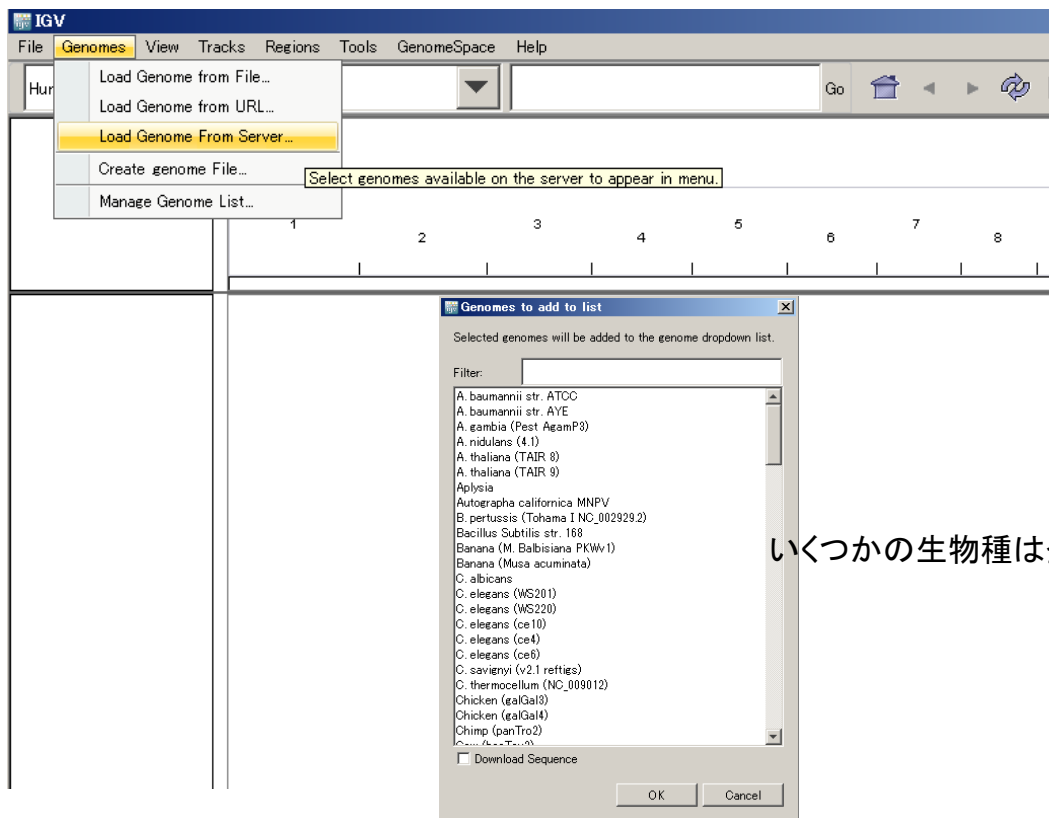 IGV
File Genomes View Tracks Regions Tools GenomeSpace Help
Hur
Go
Load Genome from File...
Load Genome from URL...
Load Genome From Server...
Create .genome File...
Manage Genome List...
Select genomes available on the server to appear in menu.
1 2 3 4 5 6 7 8
Genomes to add to list
Selected genomes will be added to the genome dropdown list.
Filter:
A. baumannii str. ATCC
A. baumannii str. AYE
A. gambia (Pest AgamP3)
A. nidulans (4.1)
A. thaliana (TAIR 8)
A. thaliana (TAIR 9)
Aplysia
Autographa californica MNPV
B. pertussis (Tohama I NC_002929.2)
Bacillus Subtilis str. 168
Banana (M. Balbisiana PKWv1)
Banana (Musa acuminata)
C. albicans
C. elegans (WS201)
C. elegans (WS220)
C. elegans (ce10)
C. elegans (ce4)
C. elegans (ce6)
C. savignyi (v2.1 reftigs)
C. thermocellum (NC_009012)
Chicken (galGal3)
Chicken (galGal4)
Chimp (panTro2)
いくつかの生物種は
Download Sequence
OK Cancel